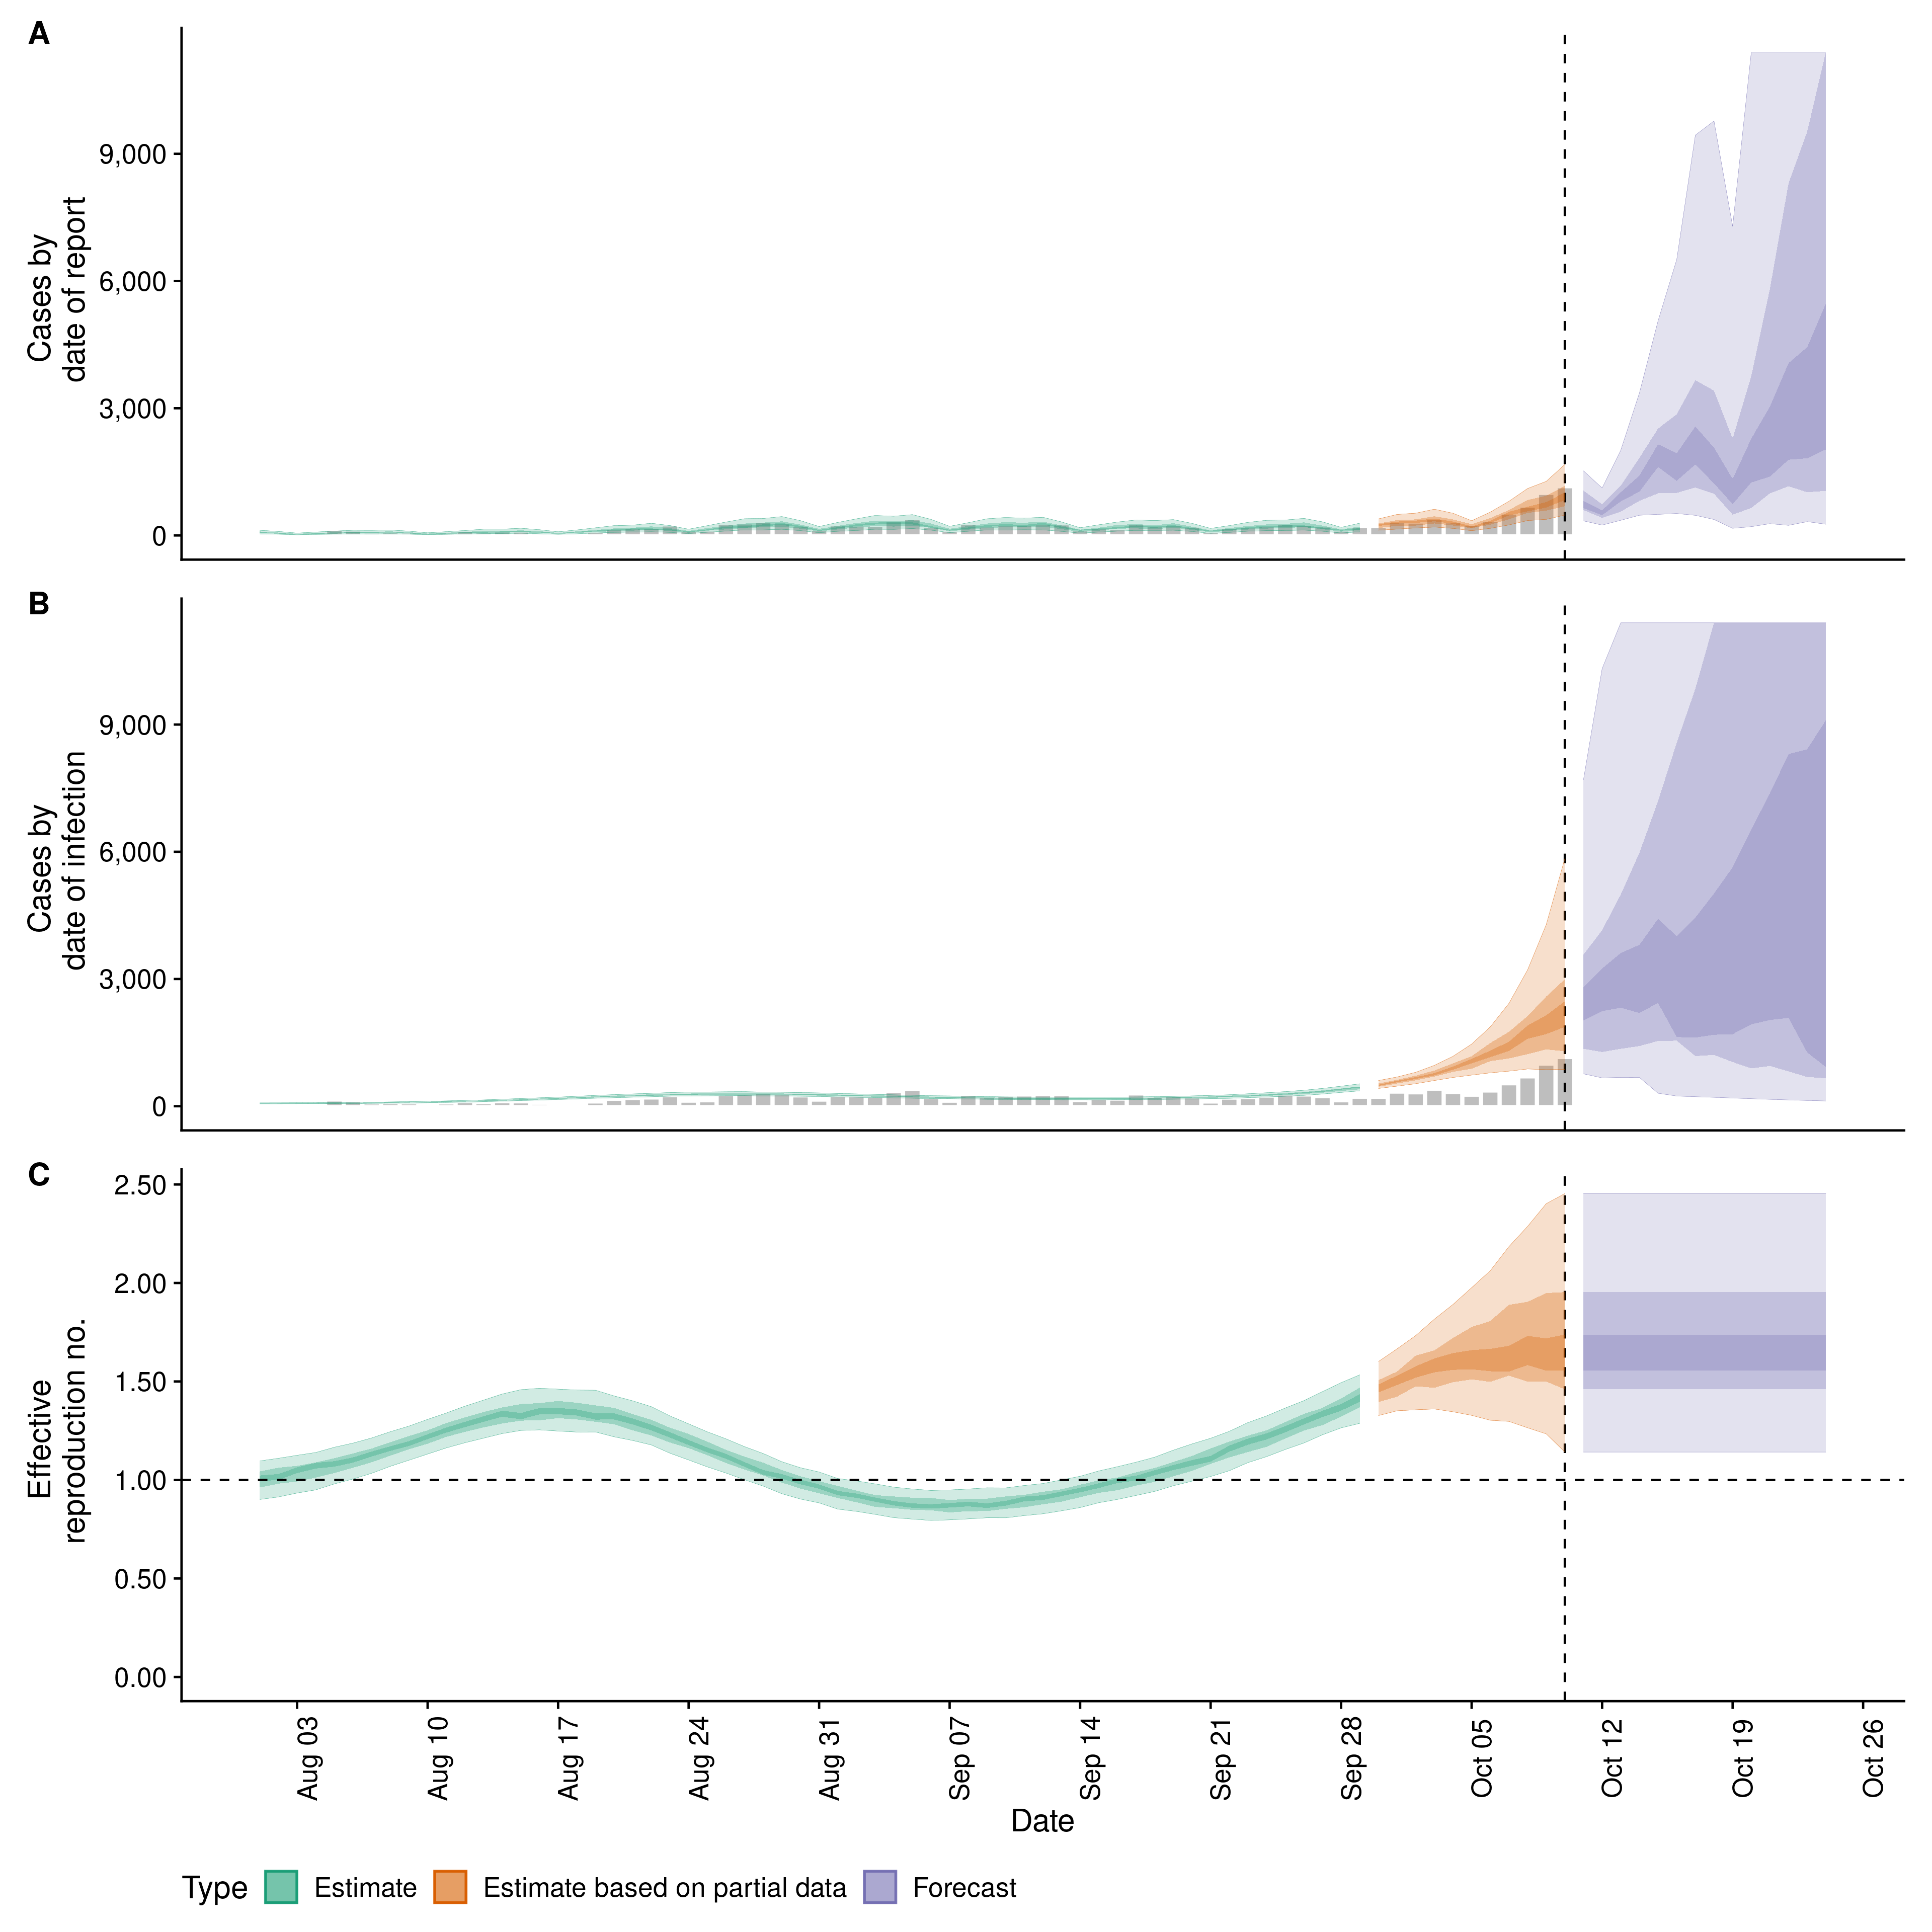 A
Cases by
date of report
9,000
6,000
3,000
0
B
Cases by
date of infection
9,000
6,000
3,000
0
C
Effective
reproduction no.
2.50
2.00
1.50
1.00
0.50
0.00
Aug 03
Aug 10
Aug 17
Aug 24
Aug 31
Sep 07
Sep 14
Sep 21
Sep 28
Oct 05
Oct 12
Oct 19
Oct 26
Date
Type Estimate Estimate based on partial data Forecast